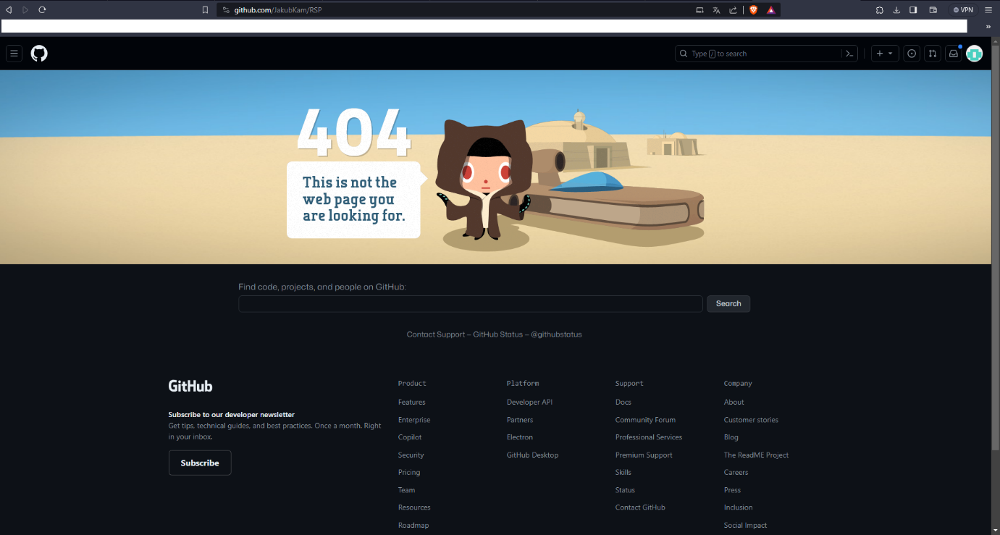 github.com/JakubKam/RSP
VPN
»
Type / to search
404
This is not the
web page you
are looking for.
Find code, projects, and people on GitHub:
Search
Contact Support — GitHub Status — @githubstatus
GitHub
Subscribe to our developer newsletter
Get tips, technical guides, and best practices. Once a month. Right
in your inbox.
Subscribe
Product
Features
Enterprise
Copilot
Security
Pricing
Team
Resources
Roadmap
Platform
Developer API
Partners
Electron
GitHub Desktop
Support
Docs
Community Forum
Professional Services
Premium Support
Skills
Status
Contact GitHub
Company
About
Customer stories
Blog
The ReadME Project
Careers
Press
Inclusion
Social Impact